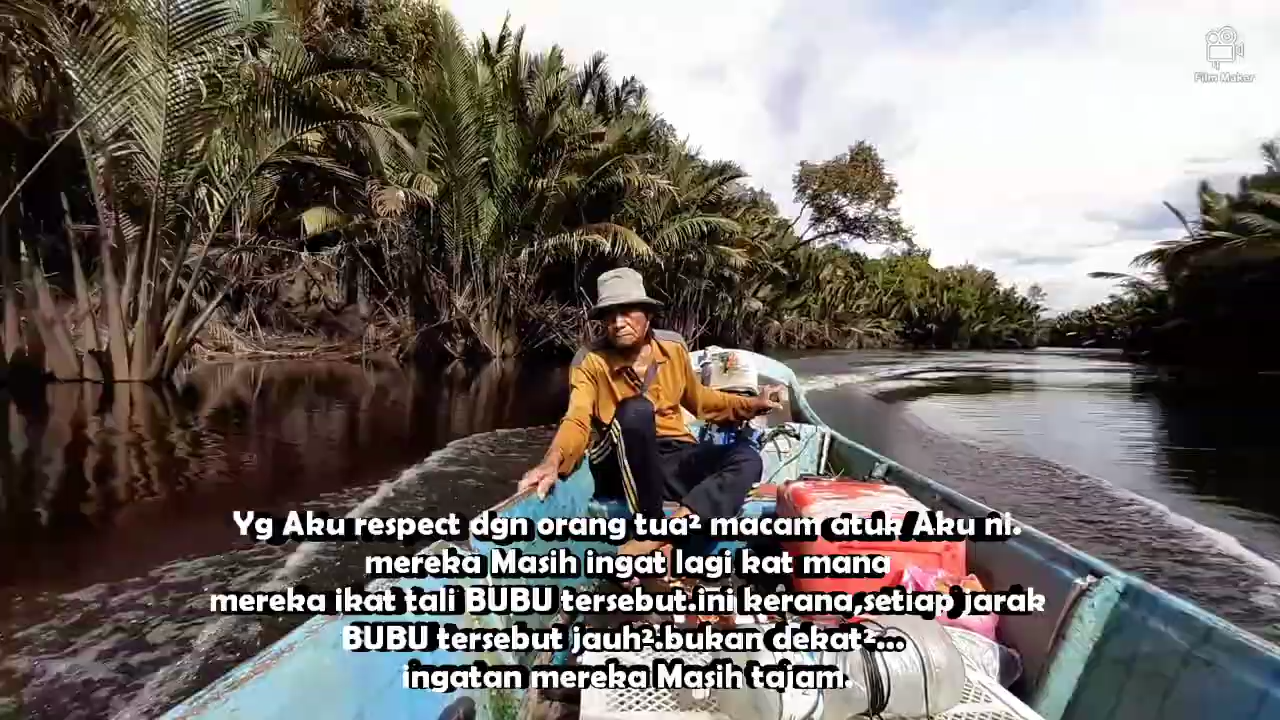 Film Maker
Yg Aku respect dgn orang tua² macam atuk Aku ni.
mereka Masih ingat lagi kat mana
mereka ikat tali BUBU tersebut.ini kerana,setiap jarak
BUBU tersebut jauh².bukan dekat²...
ingatan mereka Masih tajam.